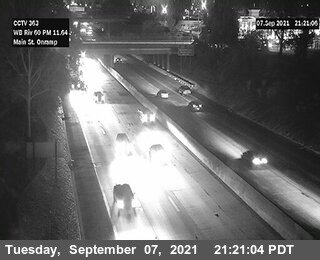 CCTV 363
WB Riv 60 PM 11.64
Main St. Onramp
07.Sep 2021 21:21:06
Tuesday, September 07, 2021 21:21:04 PDT